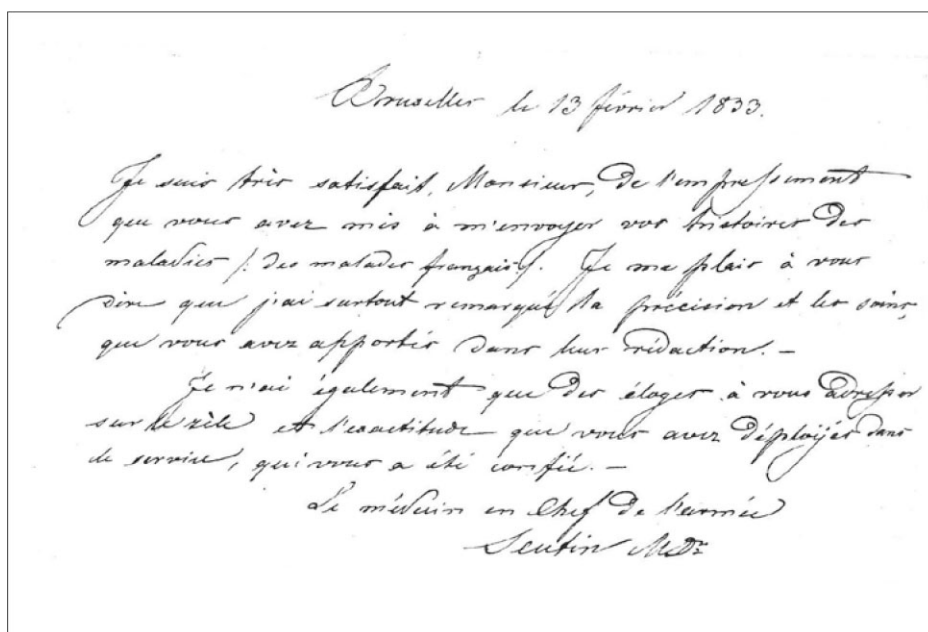 Bruxelles le 13 février 1833.
Je suis très satisfait, Monsieur, de l'empressement
que vous avez mis à m'envoyer vos histoires des
maladies /: des malades français/. Je me plais à vous
dire que j'ai surtout remarqué la précision et les soins,
que vous avez apportés dans leur rédaction. –
Je n'ai également que des éloges à vous adresser
sur le zèle et l'exactitude que vous avez déployés dans
le service, qui vous a été confié. –
Le médecin en Chef de l'armée
Seutin MDr